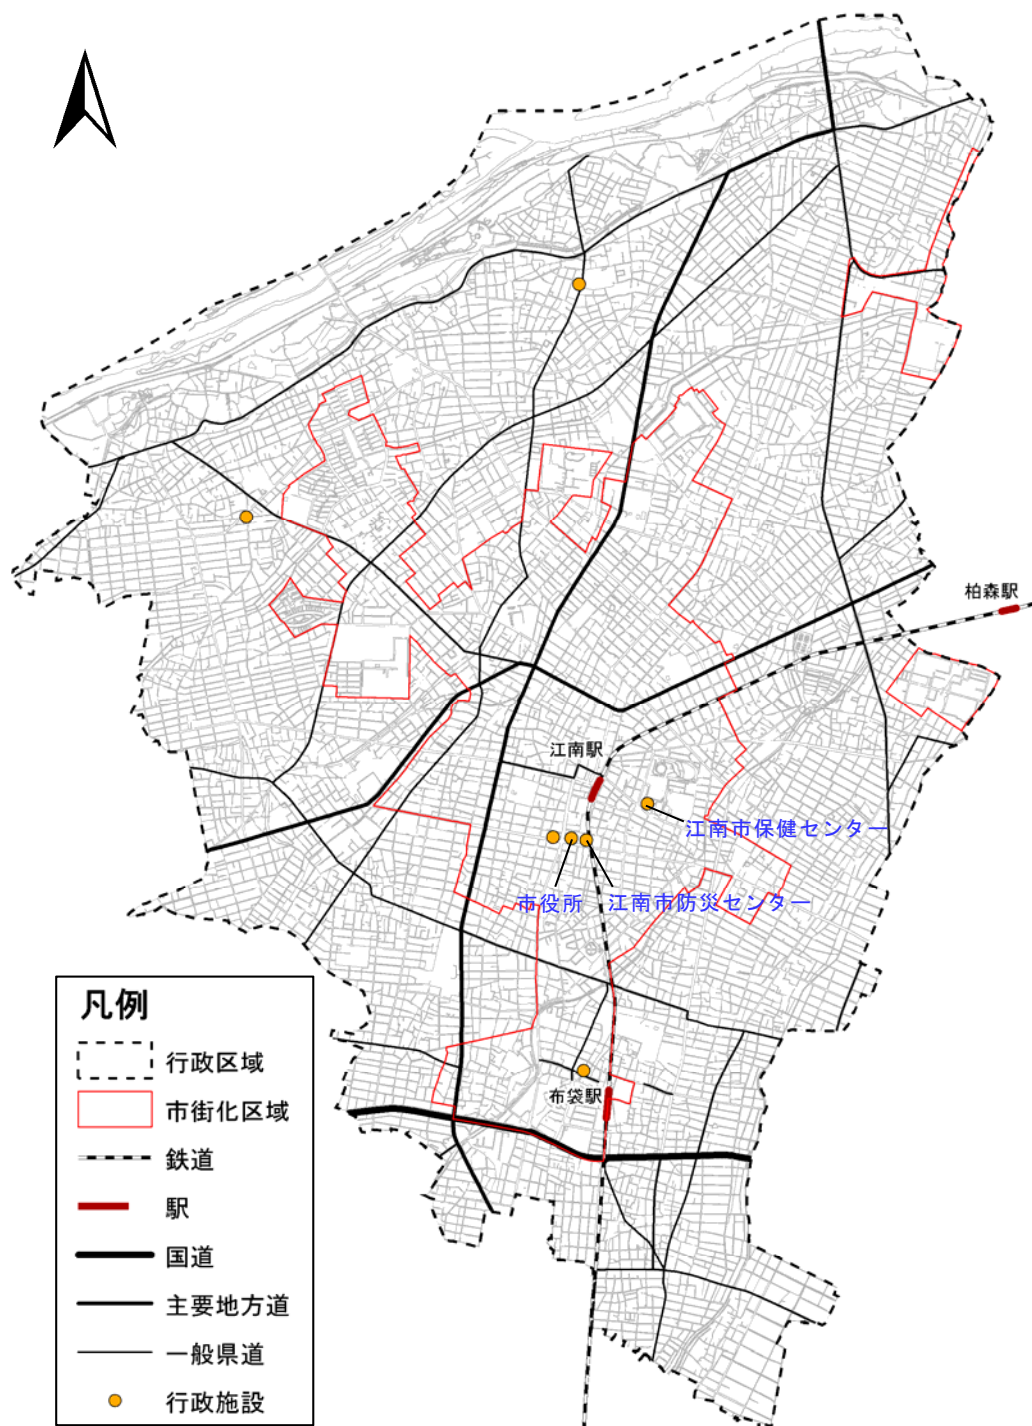 柏森駅
江南駅
江南市保健センター
市役所
江南市防災センター
布袋駅
凡例
行政区域
市街化区域
鉄道
駅
国道
主要地方道
一般県道
行政施設